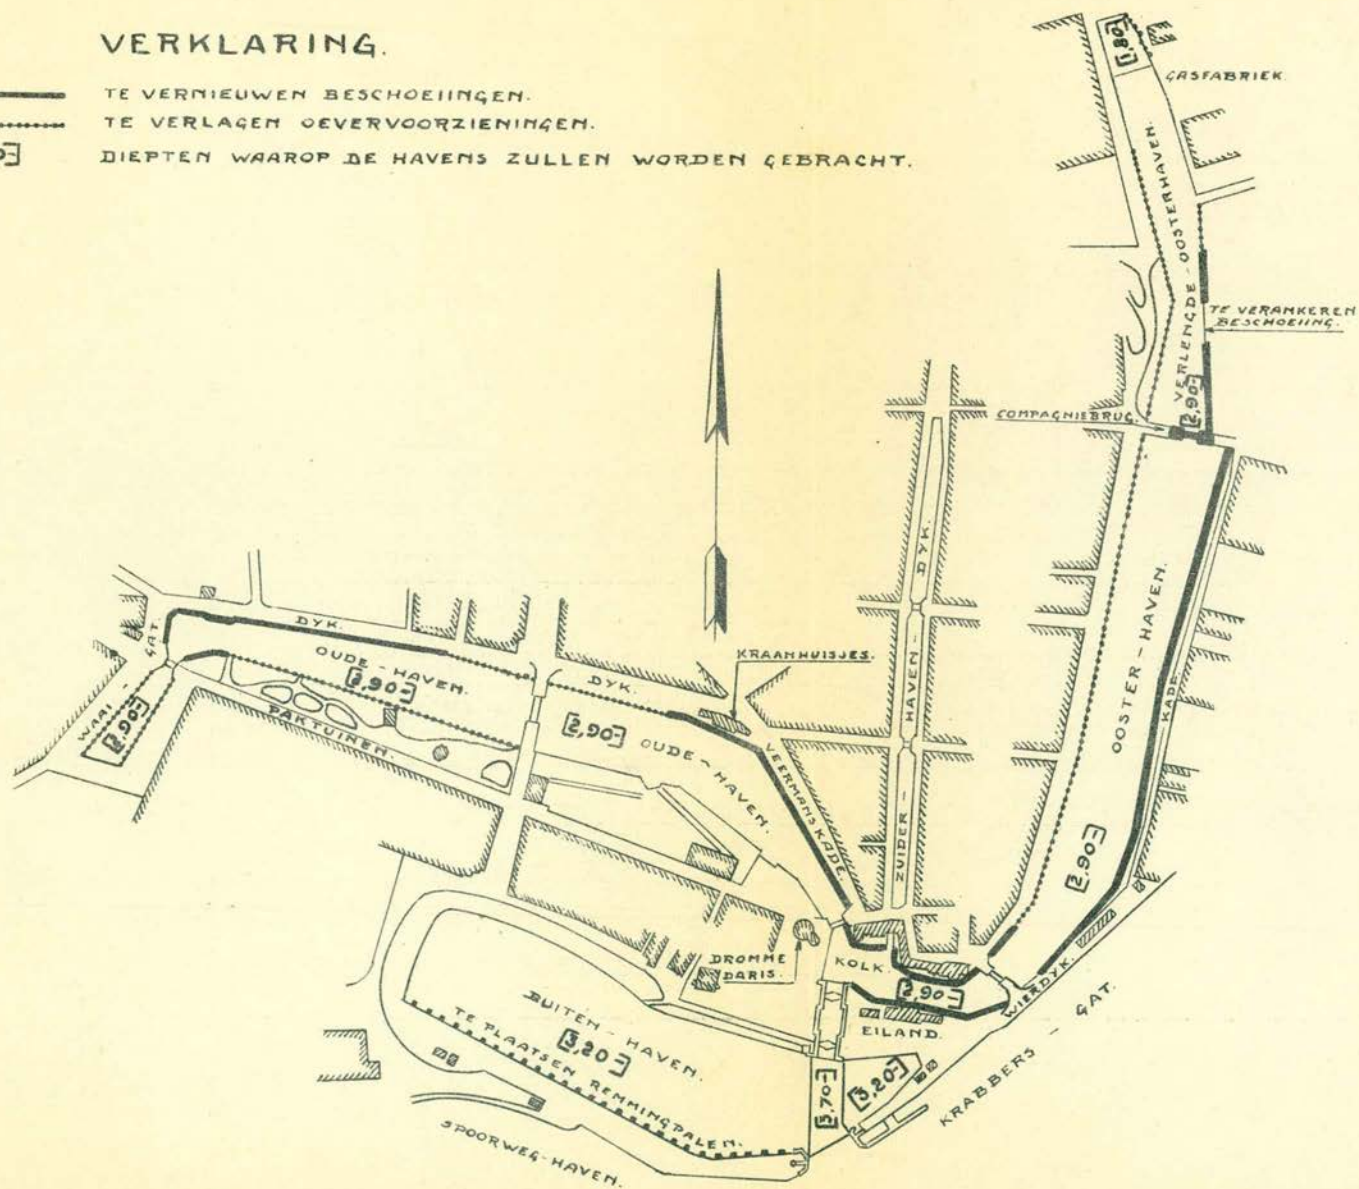 VERKLARING.
TE VERNIEUWEN BESCHOEIINGEN.
TE VERLAGEN OEVERVOORZIENINGEN.
DIEPTEN WAAROP DE HAVENS ZULLEN WORDEN GEBRACHT.
1,80-
GASFABRIEK.
VERLENGDE-OOSTERHAVEN.
TE VERANKEREN
BESCHOEIING.
2,90-
COMPAGNIEBRUG.
DYK.
GAT.
WAAI-
2,90-
OUDE-HAVEN.
2,90-
PAKTUINEN.
DYK.
KRAANHUISJES.
2,90-
OUDE-HAVEN.
VEERMANSKADE.
ZUIDER-HAVEN-DYK.
OOSTER-HAVEN.
KADE
2,90-
DROMME
DARIS.
KOLK.
2,90-
WIERDYK.
EILAND.
BUITEN-HAVEN.
3,20-
TE PLAATSEN REMMINGPALEN.
3,70-
3,20-
KRABBERS-GAT.
SPOORWEG-HAVEN.